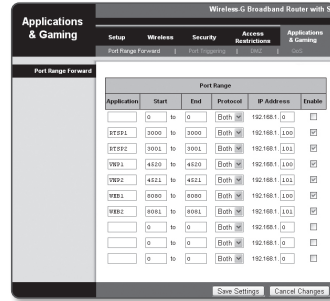 Wireless-G Broadband Router with S
Applications
& Gaming
Setup Wireless Security Access Restrictions Applications & Gaming
Port Range Forward | Port Triggering | DMZ | QoS
Port Range Forward
Port Range
Application Start End Protocol IP Address Enable
0 to 0 Both 192.168.1. 0
RTSP1 3000 to 3000 Both 192.168.1. 100
RTSP2 3001 to 3001 Both 192.168.1. 101
VNP1 4520 to 4520 Both 192.168.1. 100
VNP2 4521 to 4521 Both 192.168.1. 101
WEB1 8080 to 8080 Both 192.168.1. 100
WEB2 8081 to 8081 Both 192.168.1. 101
0 to 0 Both 192.168.1. 0
0 to 0 Both 192.168.1. 0
0 to 0 Both 192.168.1. 0
Save Settings Cancel Changes